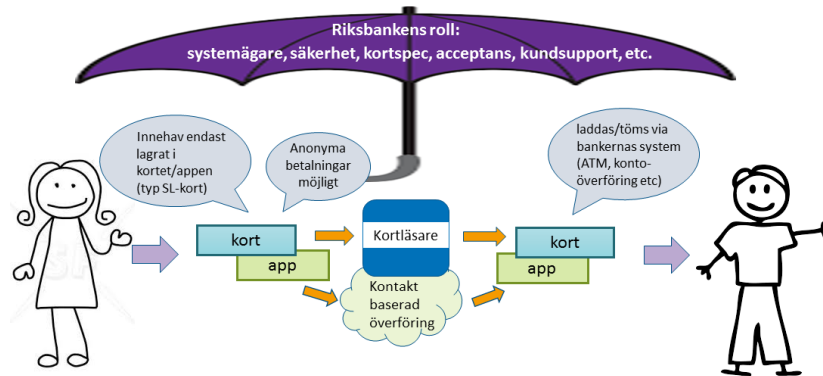 Riksbankens roll:
systemägare, säkerhet, kortspec, acceptans, kundsupport, etc.
Innehav endast
lagrat i
kortet/appen
(typ SL-kort)
Anonyma
betalningar
möjligt
laddas/töms via
bankernas system
(ATM, konto-
överföring etc)
kort
app
Kortläsare
Kontakt
baserad
överföring
kort
app